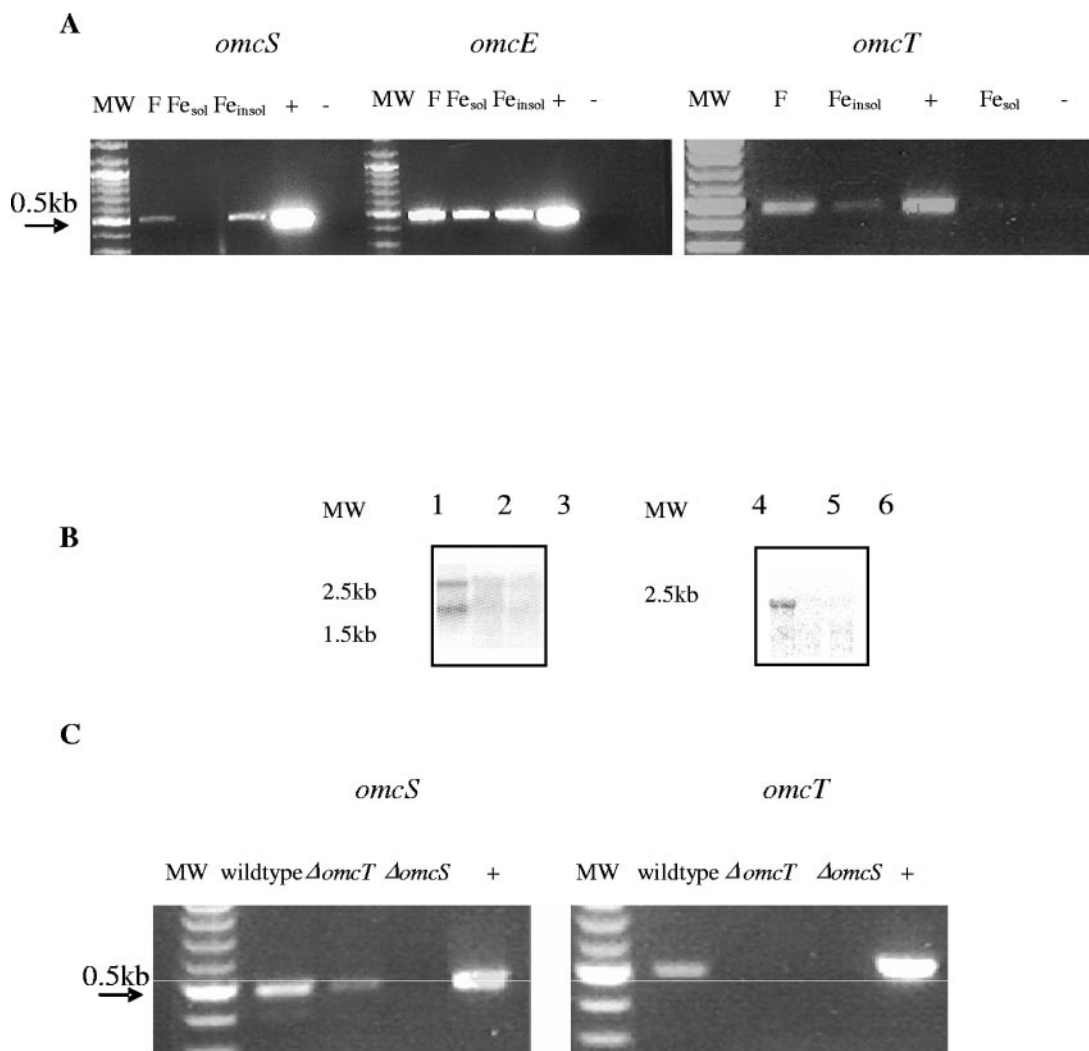 A
omcS omcE omcT
MW F Fesol Feinsol + - MW F Fesol Feinsol + - MW F Feinsol + Fesol -
0.5kb
B
MW 1 2 3 MW 4 5 6
2.5kb 2.5kb
1.5kb
C
omcS omcT
MW wildtype ΔomcT ΔomcS + MW wildtype ΔomcT ΔomcS +
0.5kb